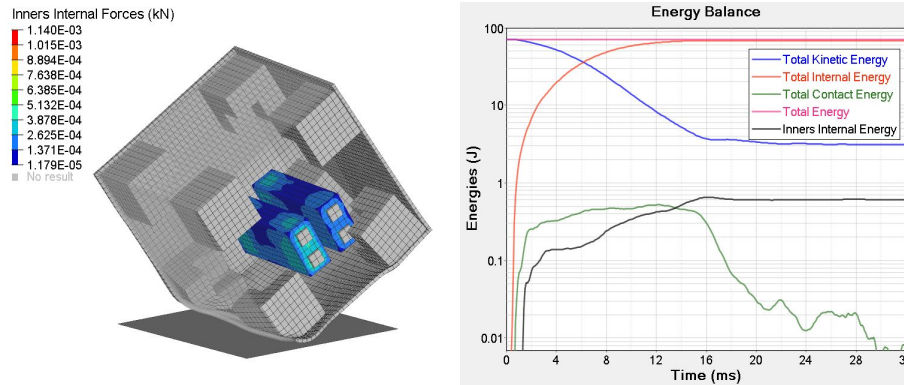 Inners Internal Forces (kN)
1.140E-03
1.015E-03
8.894E-04
7.638E-04
6.385E-04
5.132E-04
3.878E-04
2.625E-04
1.371E-04
1.179E-05
No result
Energy Balance
Energies (J)
100
10
1
0.1
0.01
Total Kinetic Energy
Total Internal Energy
Total Contact Energy
Total Energy
Inners Internal Energy
0 4 8 12 16 20 24 28
Time (ms)